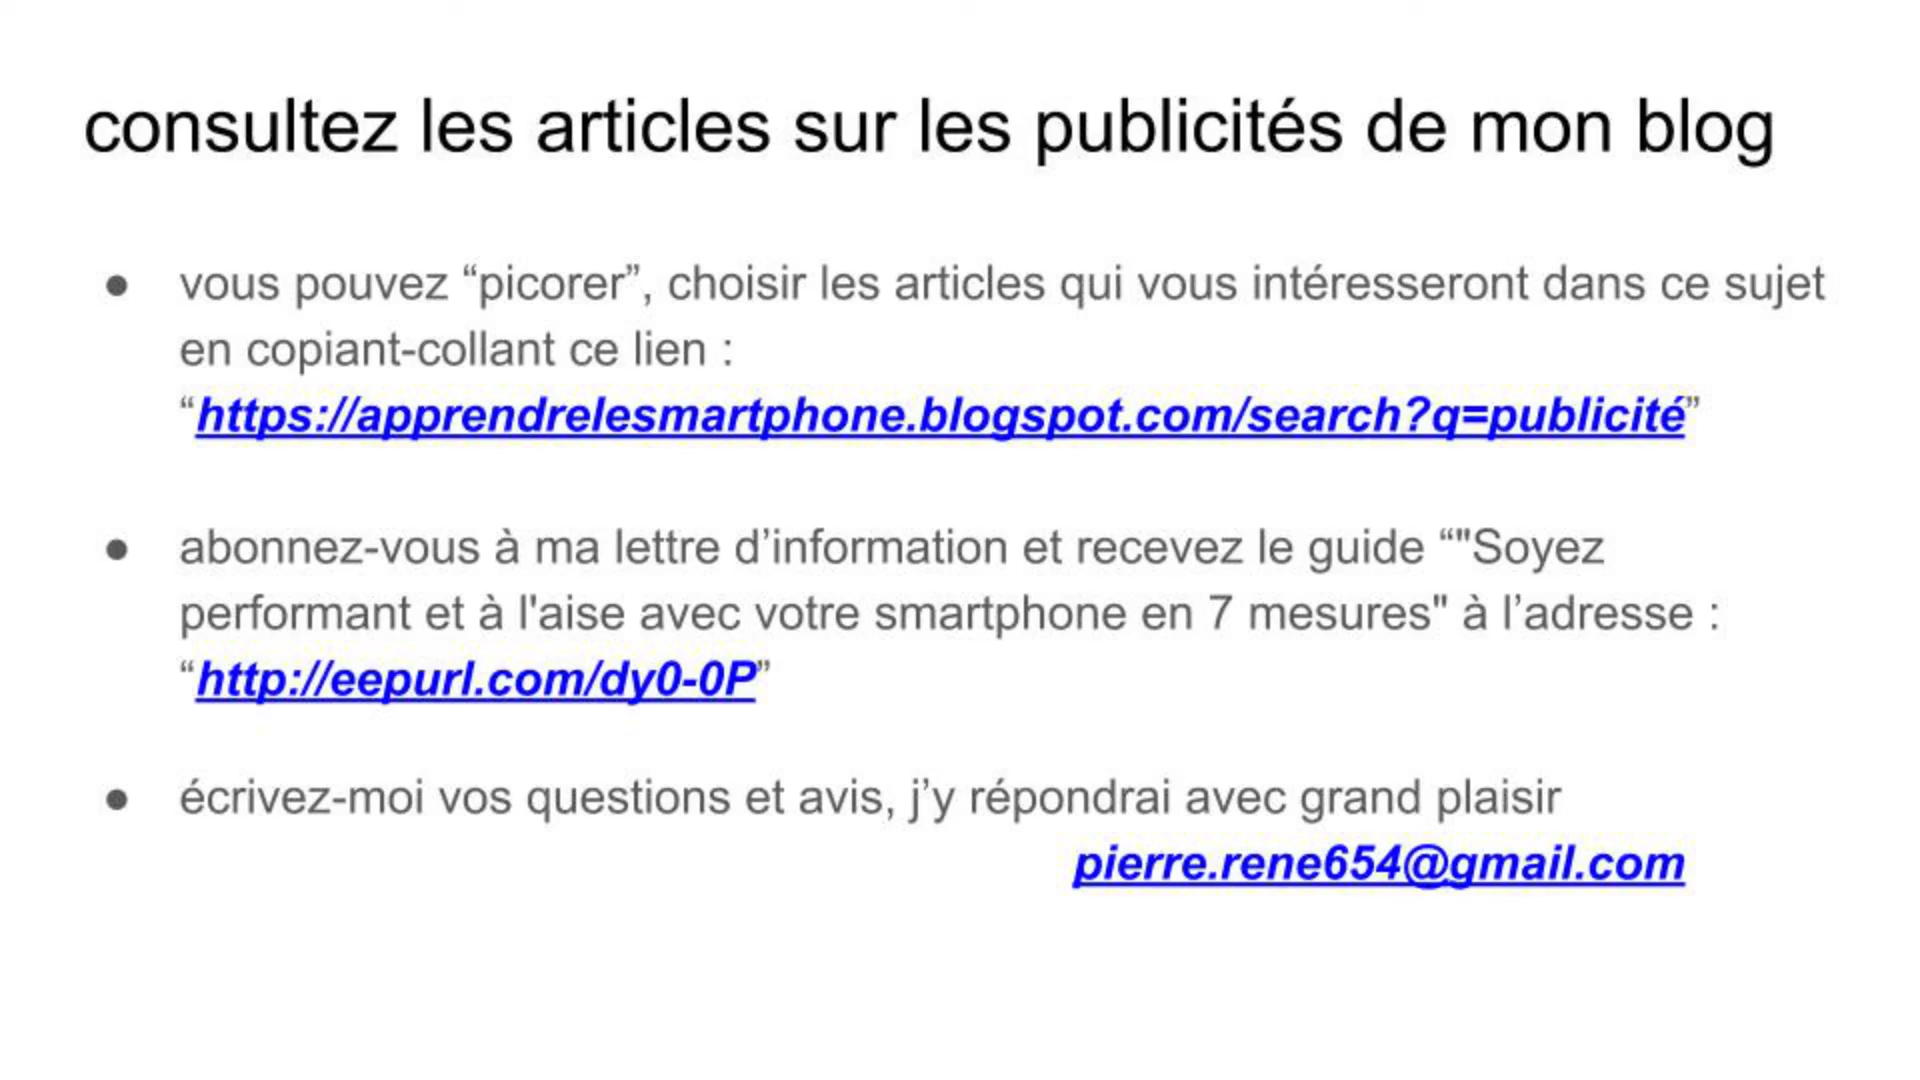 consultez les articles sur les publicités de mon blog
● vous pouvez “picorer”, choisir les articles qui vous intéresseront dans ce sujet
en copiant-collant ce lien :
“https://apprendrelesmartphone.blogspot.com/search?q=publicité”
● abonnez-vous à ma lettre d’information et recevez le guide “"Soyez
performant et à l'aise avec votre smartphone en 7 mesures" à l’adresse :
“http://eepurl.com/dy0-0P”
● écrivez-moi vos questions et avis, j’y répondrai avec grand plaisir
pierre.rene654@gmail.com